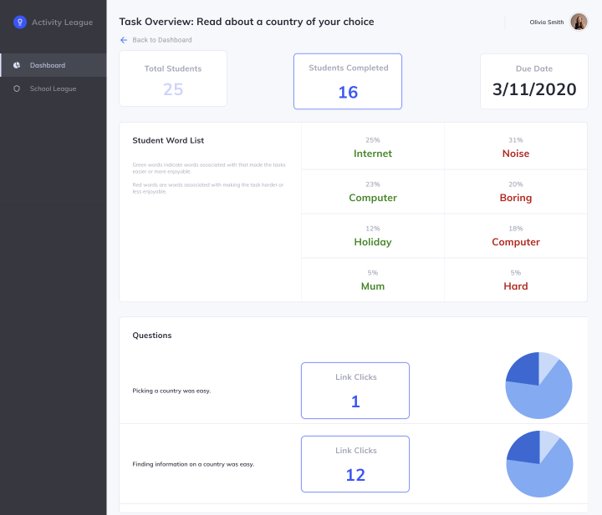 Activity League
Dashboard
School League
Task Overview: Read about a country of your choice
Olivia Smith
Back to Dashboard
Total Students
25
Students Completed
16
Due Date
3/11/2020
Student Word List
Green words indicate words associated with that made the tasks
easier or more enjoyable.
Red words are words associated with making the task harder or
less enjoyable.
25%
Internet
31%
Noise
23%
Computer
20%
Boring
12%
Holiday
18%
Computer
5%
Mum
5%
Hard
Questions
Picking a country was easy.
Link Clicks
1
Finding information on a country was easy.
Link Clicks
12